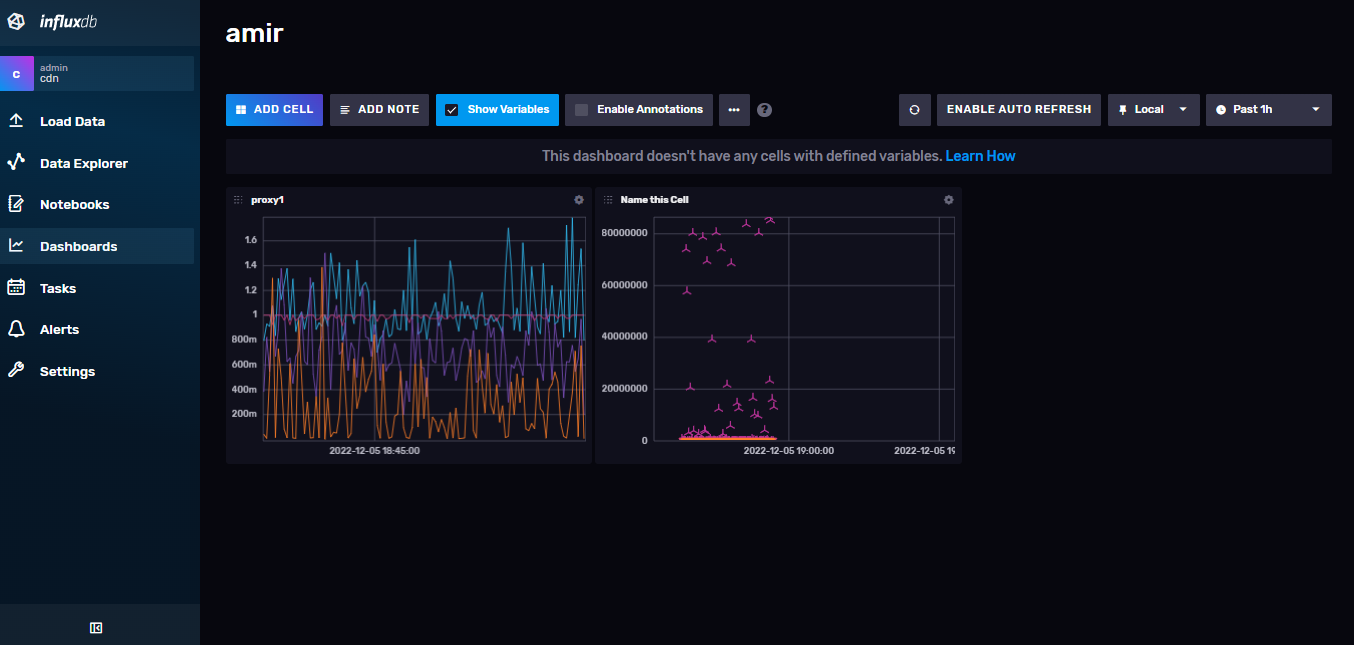 influxdb
c
admin
cdn
Load Data
Data Explorer
Notebooks
Dashboards
Tasks
Alerts
Settings
amir
ADD CELL
ADD NOTE
Show Variables
Enable Annotations
?
ENABLE AUTO REFRESH
Local
Past 1h
This dashboard doesn't have any cells with defined variables. Learn How
proxy1
1.6
1.4
1.2
1
800m
600m
400m
200m
2022-12-05 18:45:00
Name this Cell
80000000
60000000
40000000
20000000
0
2022-12-05 19:00:00
2022-12-05 19